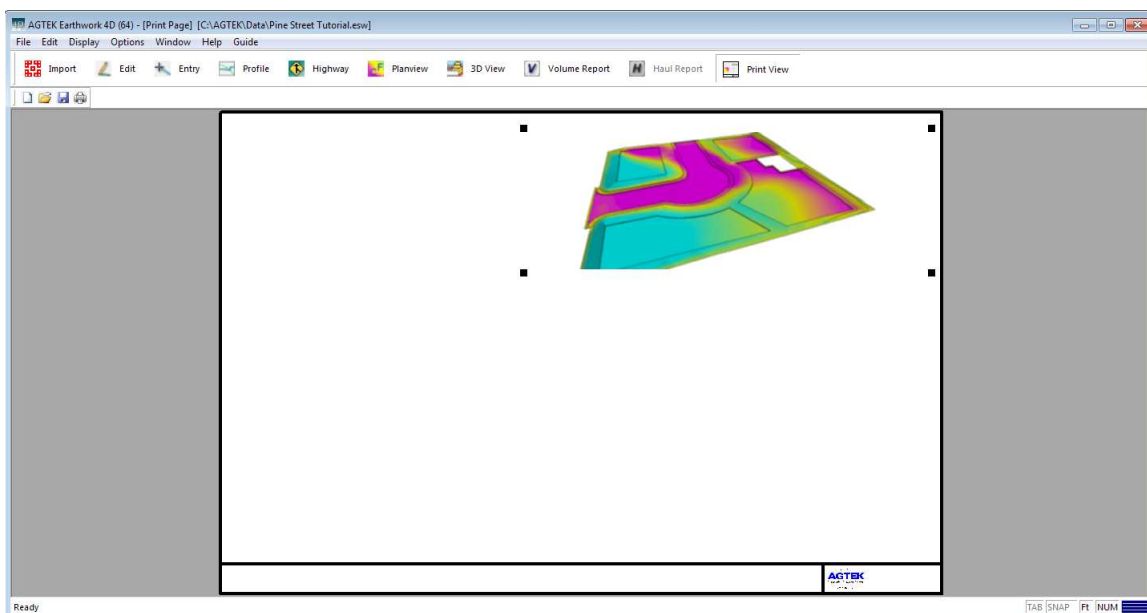 AGTEK Earthwork 4D (64) - [Print Page] [C:\AGTEK\Data\Pine Street Tutorial.esw]
File Edit Display Options Window Help Guide
Import Edit Entry Profile Highway Planview 3D View Volume Report Haul Report Print View
AGTEK
Ready TAB SNAP Ft NUM